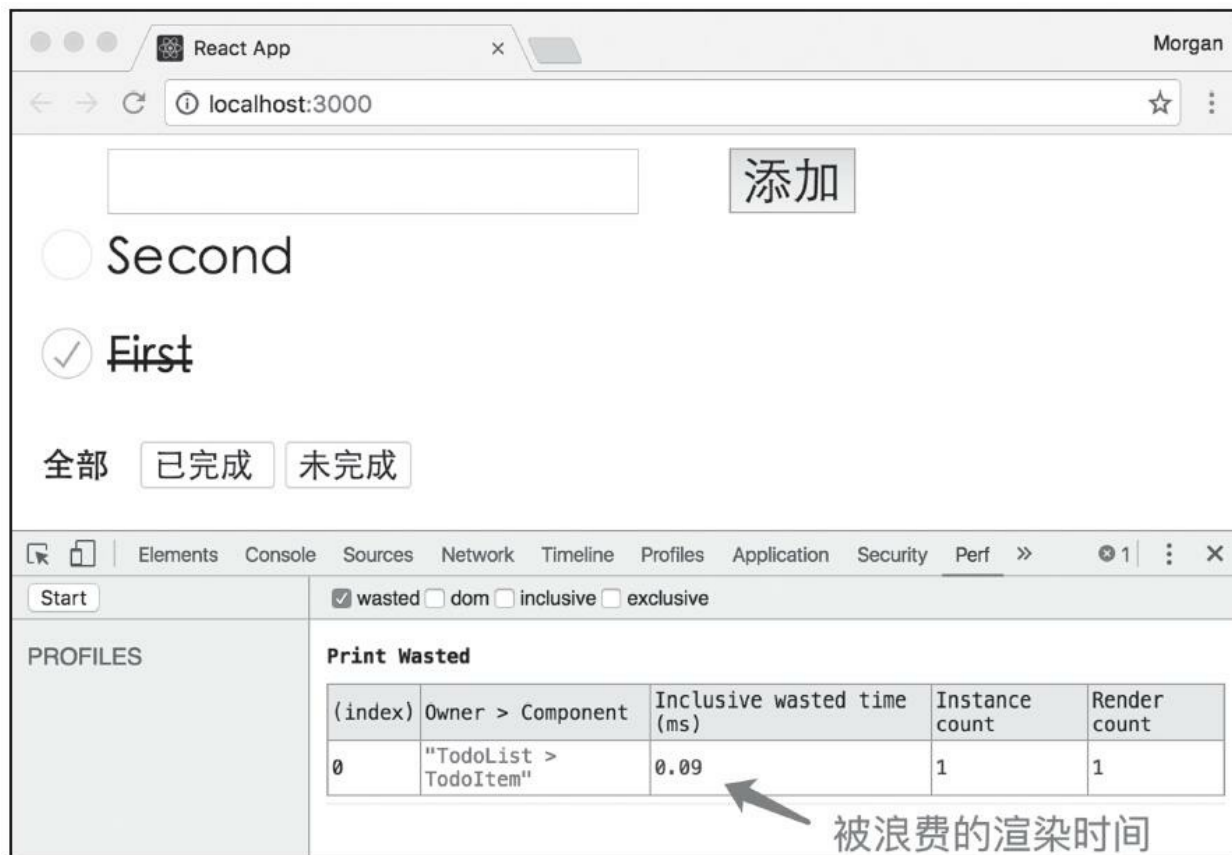 React App
Morgan
localhost:3000
添加
Second
First
全部 已完成 未完成
Elements Console Sources Network Timeline Profiles Application Security Perf » 1
Start
wasted dom inclusive exclusive
PROFILES
Print Wasted
(index) Owner > Component Inclusive wasted time (ms) Instance count Render count
0 "TodoList > TodoItem" 0.09 1 1
被浪费的渲染时间